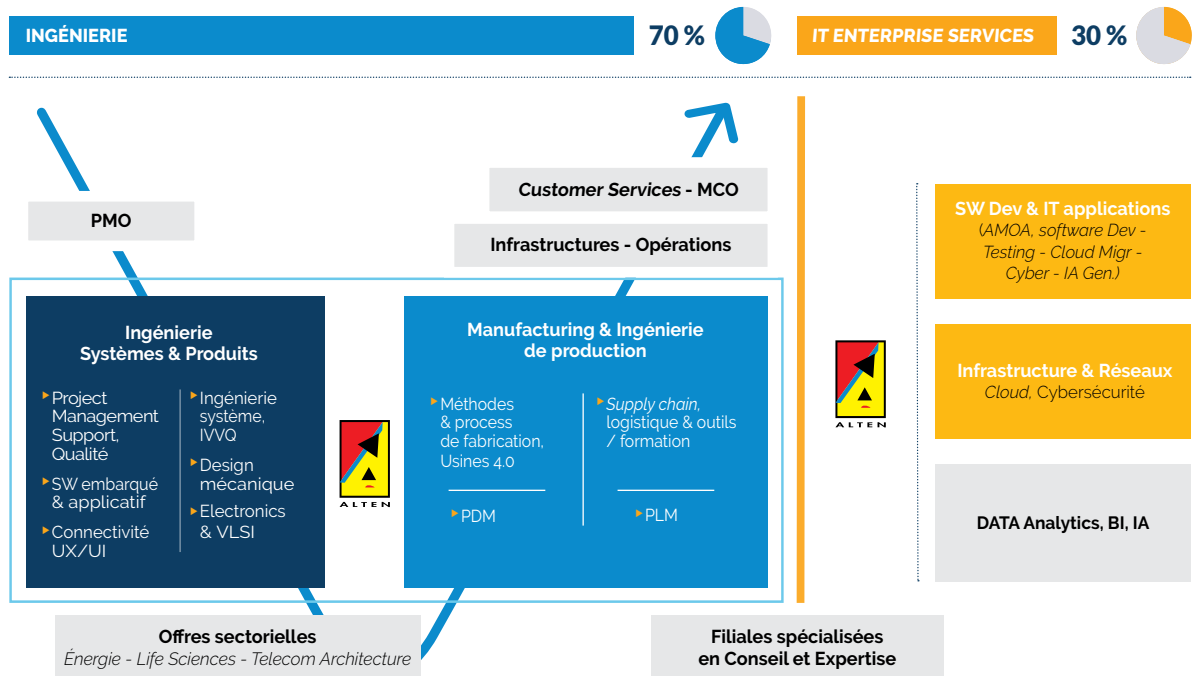 INGÉNIERIE
70 %
IT ENTERPRISE SERVICES
30 %
PMO
Customer Services - MCO
Infrastructures - Opérations
Ingénierie
Systèmes & Produits
Project
Management
Support,
Qualité
SW embarqué
& applicatif
Connectivité
UX/UI
Ingénierie
système,
IVVQ
Design
mécanique
Electronics
& VLSI
ALTEN
Manufacturing & Ingénierie
de production
Méthodes
& process
de fabrication,
Usines 4.0
PDM
Supply chain,
logistique & outils
/ formation
PLM
ALTEN
SW Dev & IT applications
(AMOA, software Dev -
Testing - Cloud Migr -
Cyber - IA Gen.)
Infrastructure & Réseaux
Cloud, Cybersécurité
DATA Analytics, BI, IA
Offres sectorielles
Énergie - Life Sciences - Telecom Architecture
Filiales spécialisées
en Conseil et Expertise